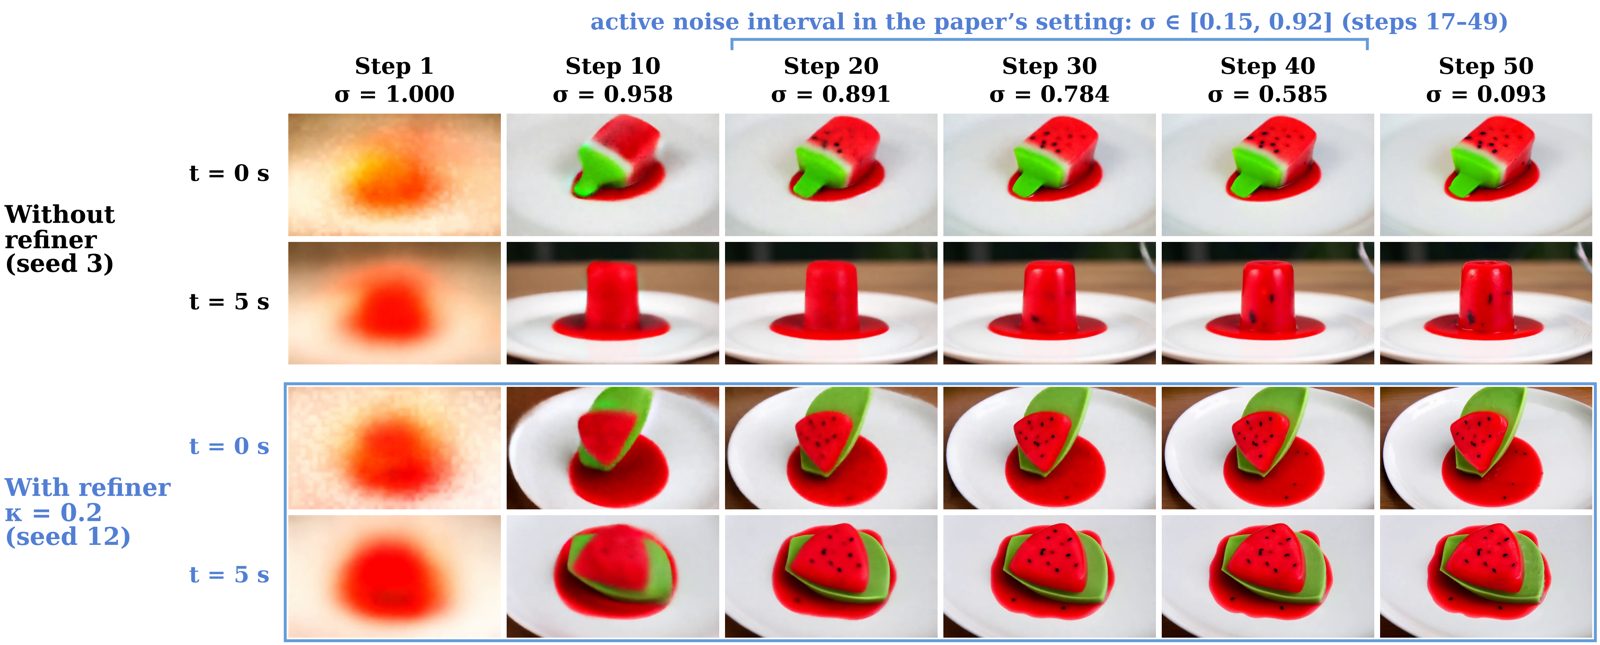 active noise interval in the paper’s setting: σ ∈ [0.15, 0.92] (steps 17–49)
Step 1
σ = 1.000
Step 10
σ = 0.958
Step 20
σ = 0.891
Step 30
σ = 0.784
Step 40
σ = 0.585
Step 50
σ = 0.093
Without
refiner
(seed 3)
t = 0 s
t = 5 s
With refiner
κ = 0.2
(seed 12)
t = 0 s
t = 5 s